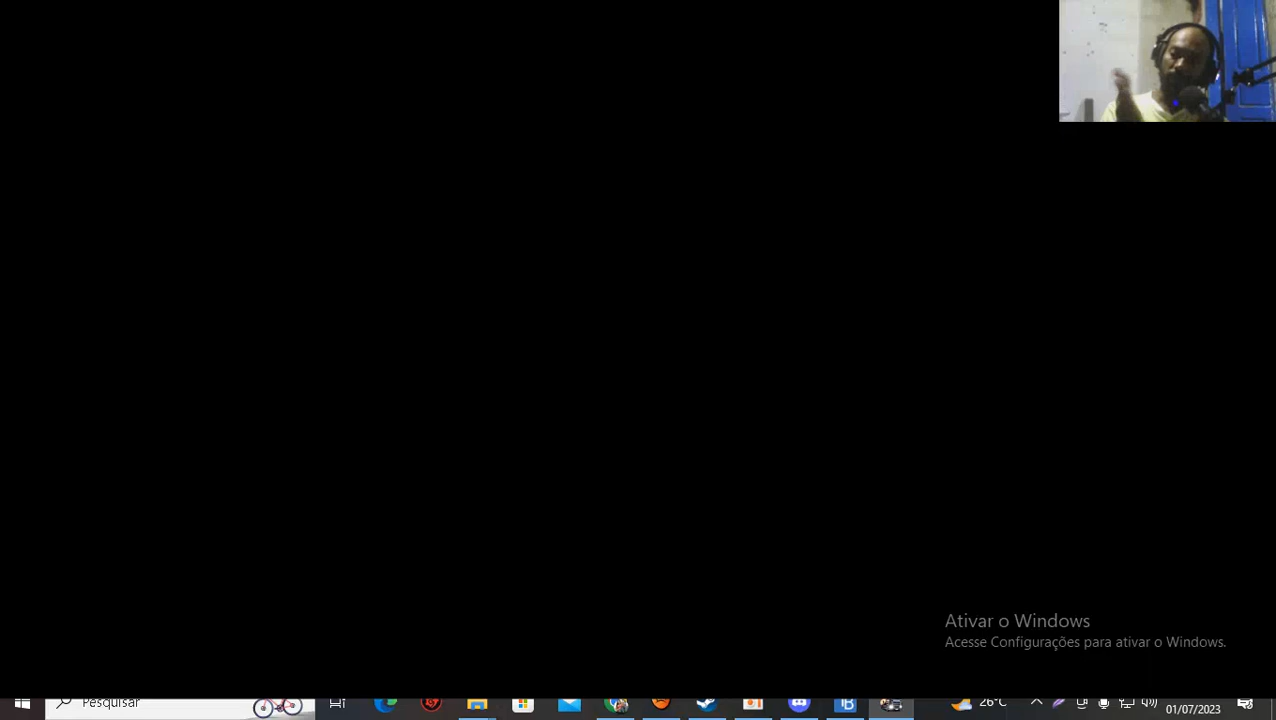 Ativar o Windows
Acesse Configurações para ativar o Windows.
Pesquisar
26°C
01/07/2023